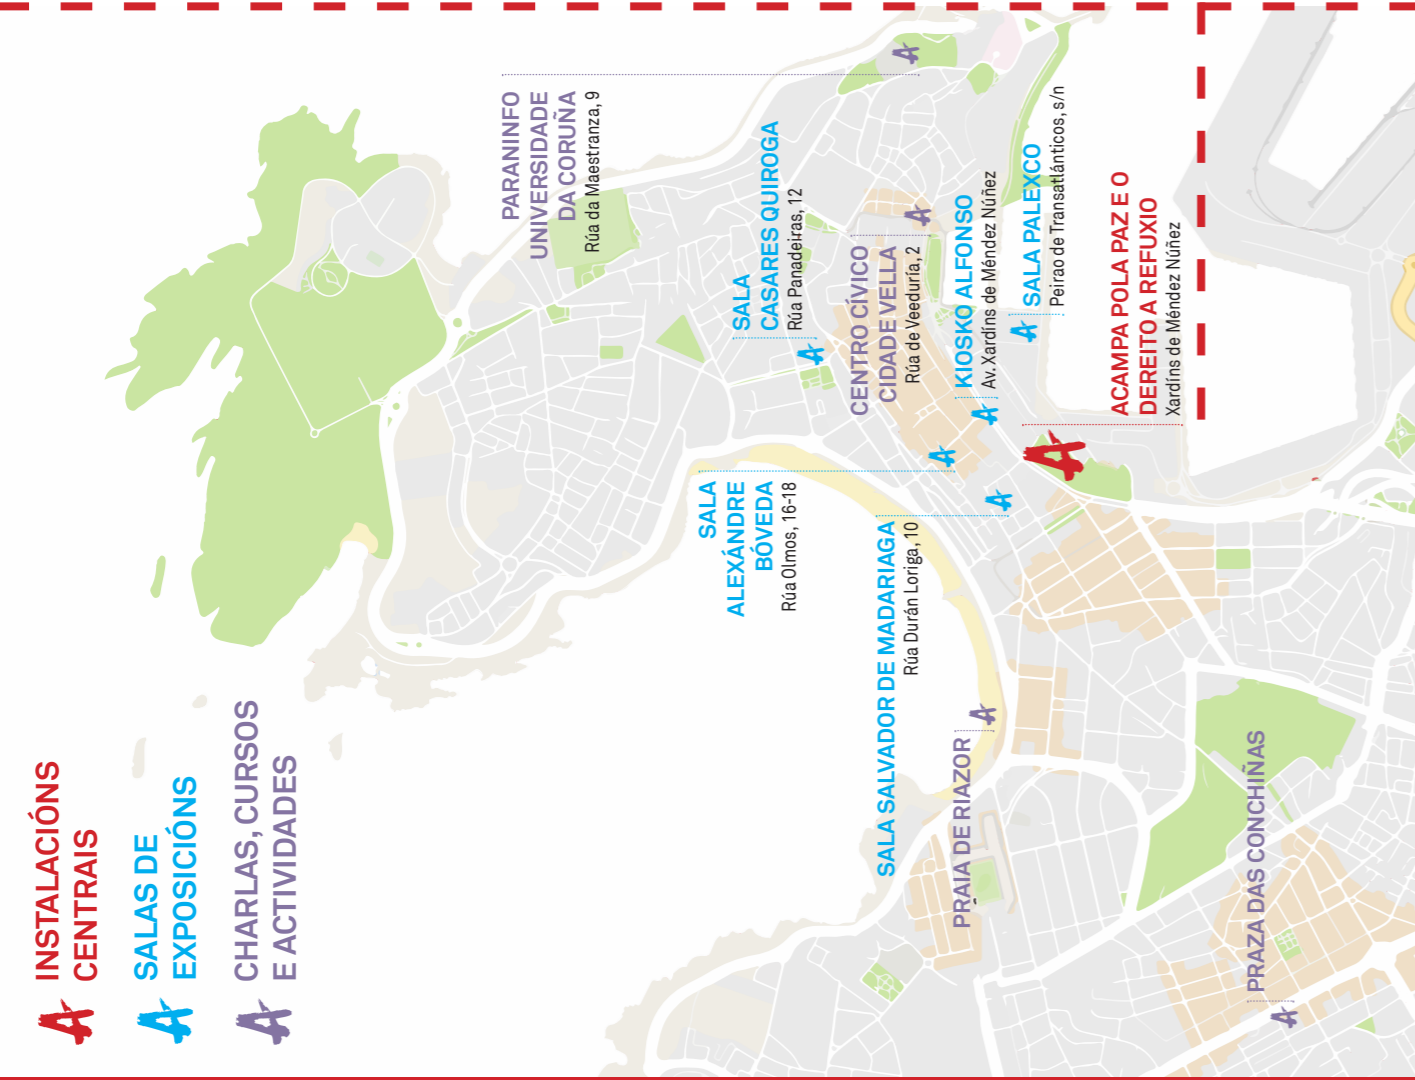 INSTALACIÓNS
CENTRAIS
SALAS DE
EXPOSICIÓNS
CHARLAS, CURSOS
E ACTIVIDADES
PARANINFO
UNIVERSIDADE
DA CORUÑA
Rúa da Maestranza, 9
SALA
CASARES QUIROGA
Rúa Panadeiras, 12
CENTRO CÍVICO
CIDADE VELLA
Rúa de Veeduría, 2
KIOSKO ALFONSO
Av. Xardíns de Méndez Núñez
SALA PALEXCO
Peirao de Transatlánticos, s/n
ACAMPA POLA PAZ E O
DEREITO A REFUXIO
Xardíns de Méndez Núñez
SALA
ALEXÁNDRE
BÓVEDA
Rúa Olmos, 16-18
SALA SALVADOR DE MADARIAGA
Rúa Durán Loriga, 10
PRAIA DE RIAZOR
PRAZA DAS CONCHIÑAS